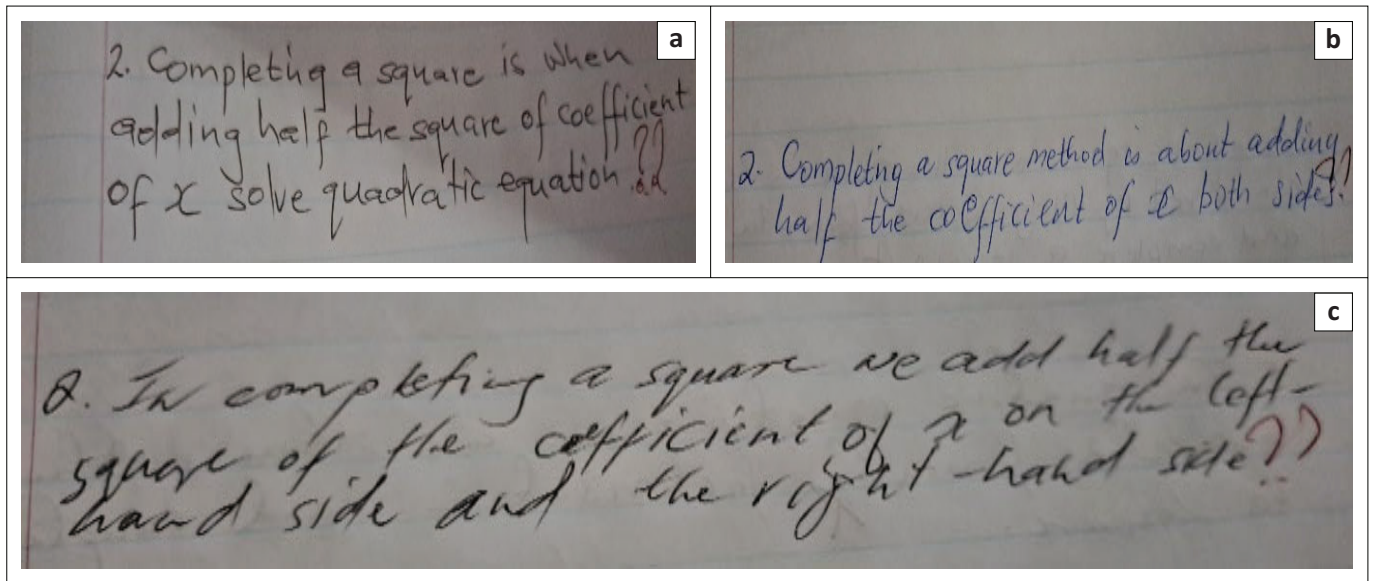 a
2. Completing a square is when
adding half the square of coefficient
of x solve quadratic equation ??
b
2. Completing a square method is about adding
half the coefficient of x both sides. ??
c
2. In completing a square we add half the
square of the coefficient of x on the left-
hand side and the right-hand side ??